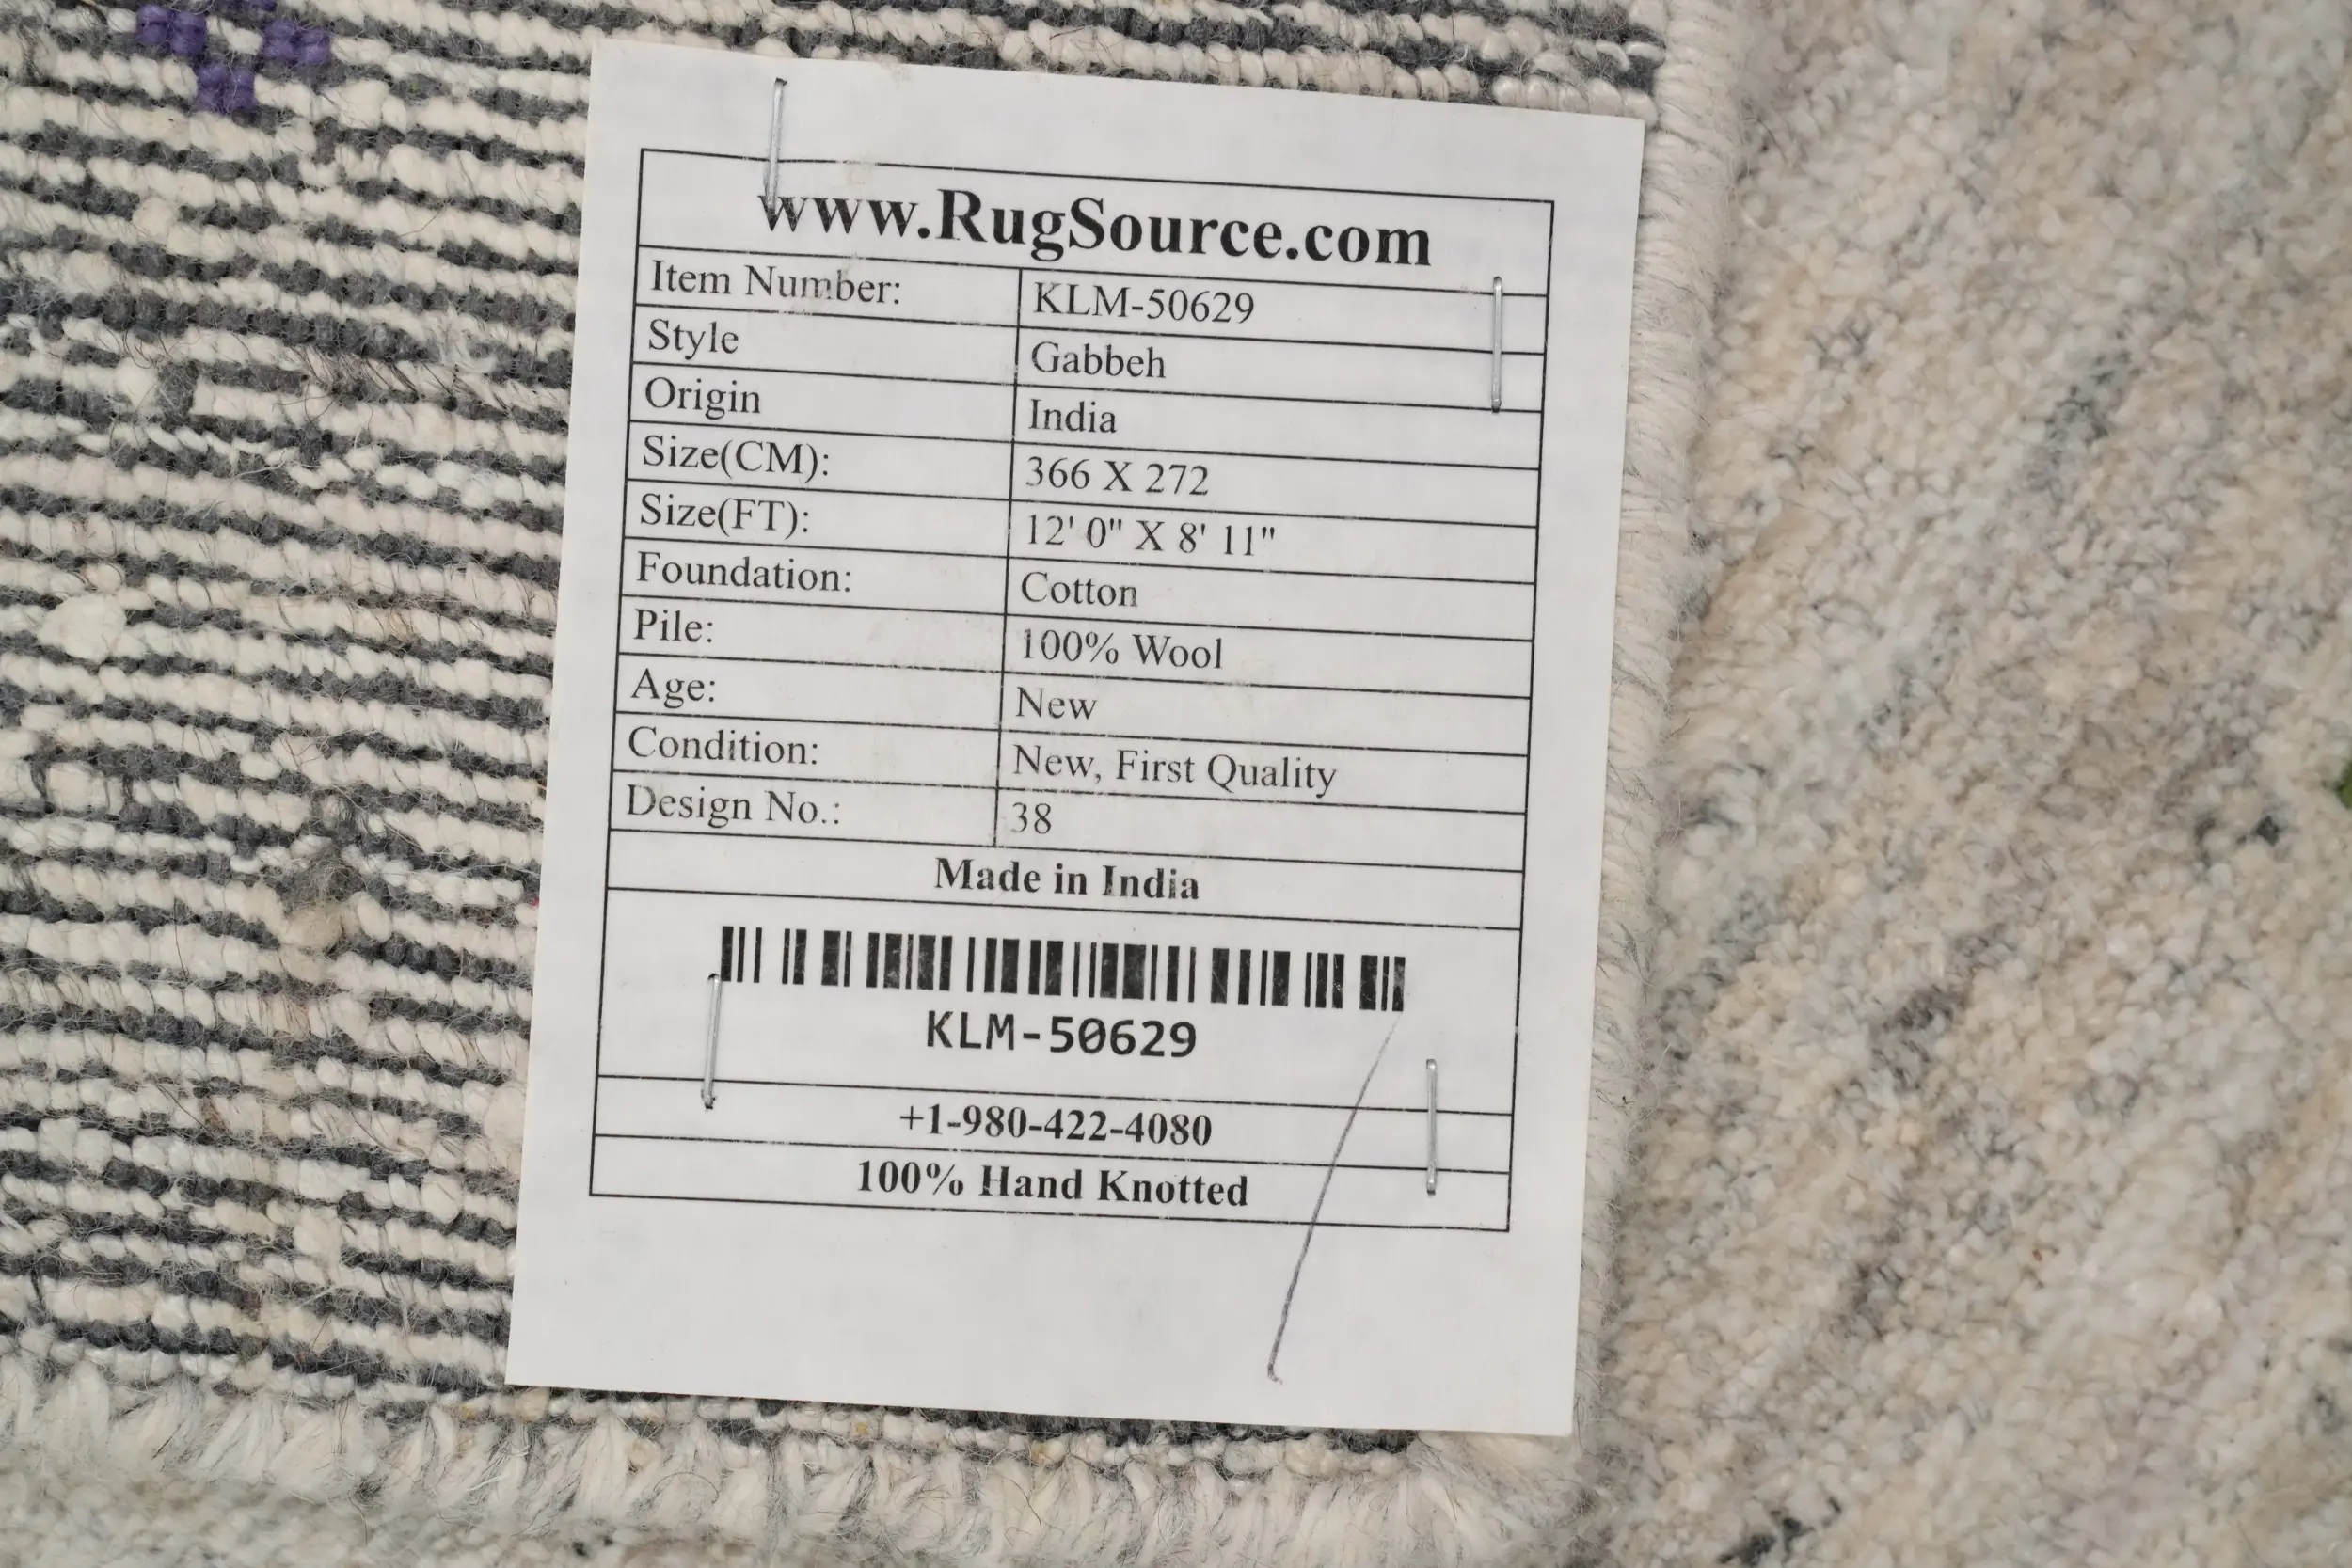 www.RugSource.com
Item Number: KLM-50629
Style Gabbeh
Origin India
Size(CM): 366 X 272
Size(FT): 12' 0" X 8' 11"
Foundation: Cotton
Pile: 100% Wool
Age: New
Condition: New, First Quality
Design No.: 38
Made in India
KLM-50629
+1-980-422-4080
100% Hand Knotted